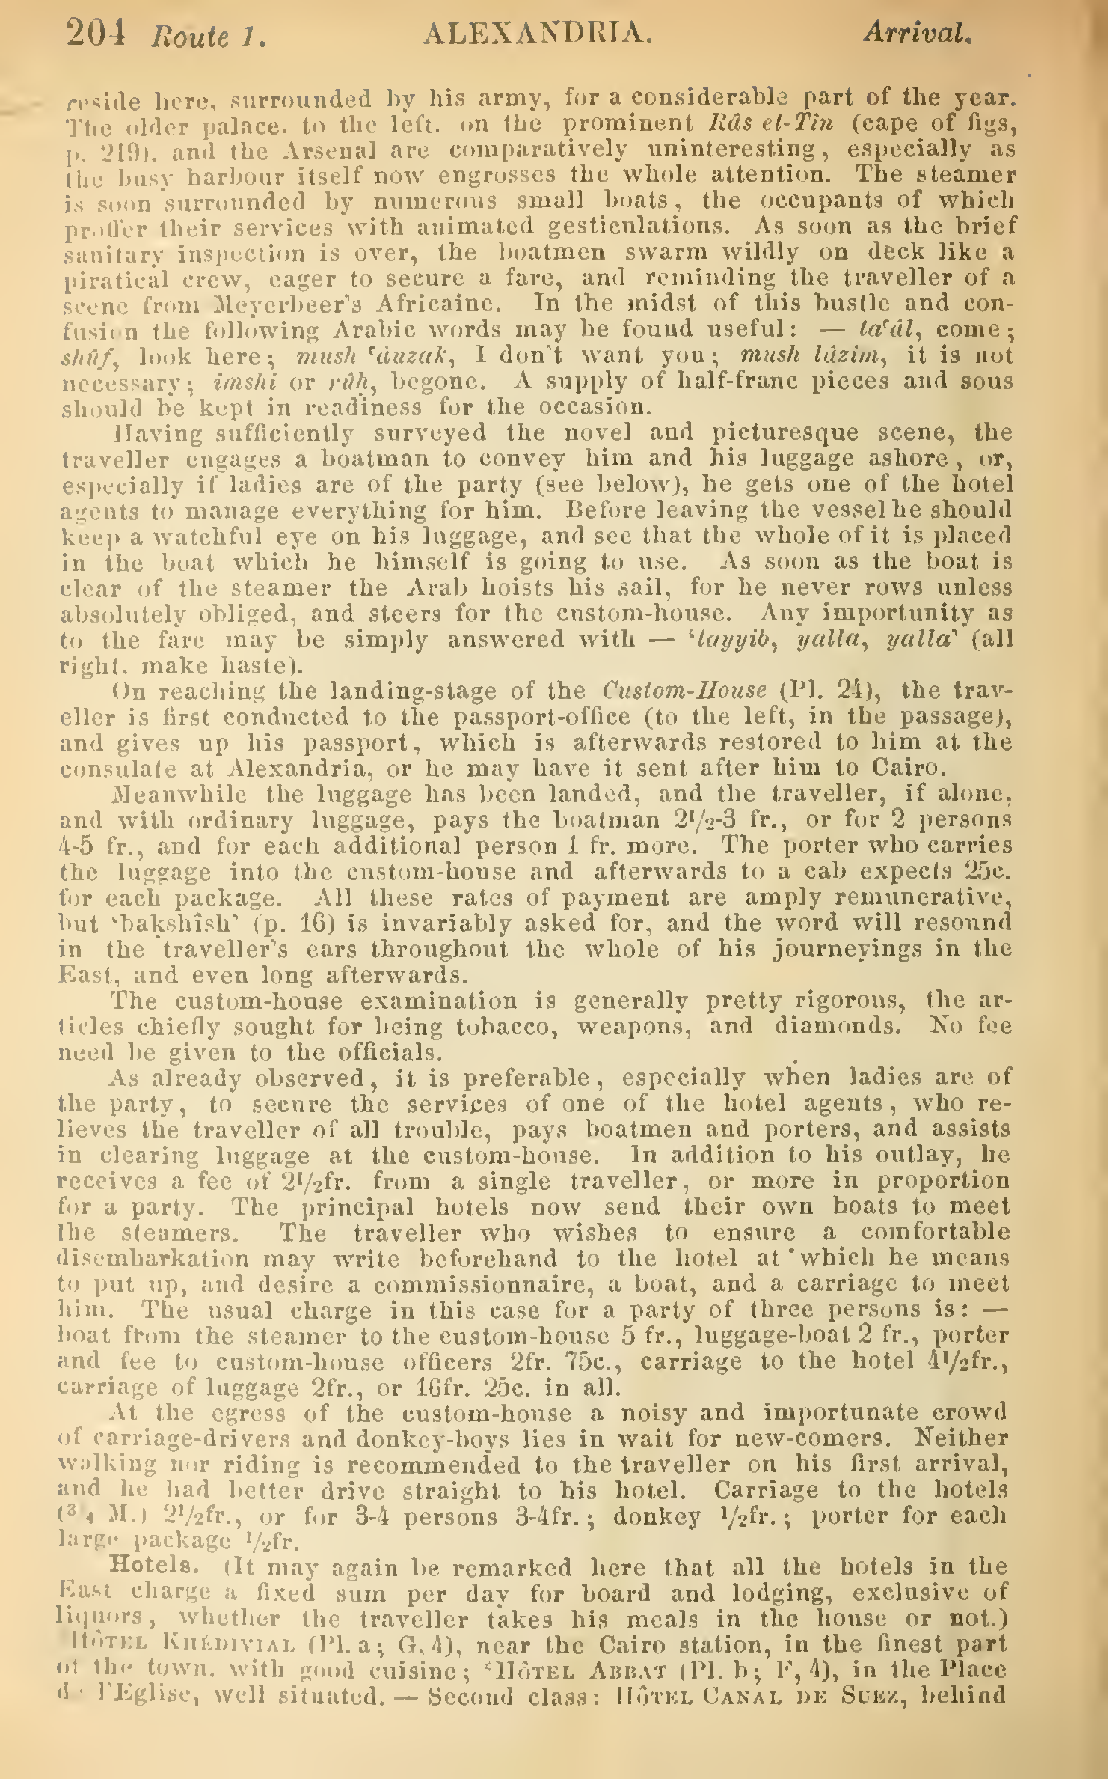 204 Route 1. ALEXANDRIA. Arrival.
reside here, surrounded by his army, for a considerable part of the year.
The older palace, to the left, on the prominent Râs et-Tîn (cape of figs,
p. 219), and the Arsenal are comparatively uninteresting, especially as
the busy harbour itself now engrosses the whole attention. The steamer
is soon surrounded by numerous small boats, the occupants of which
proffer their services with animated gesticulations. As soon as the brief
sanitary inspection is over, the boatmen swarm wildly on deck like a
piratical crew, eager to secure a fare, and reminding the traveller of a
scene from Meyerbeer's Africaine. In the midst of this bustle and con-
fusion the following Arabic words may be found useful: — ta‘âl, come;
shûf, look here; mush ‘âuzak, I don't want you; mush lâzim, it is not
necessary; imshi or rûh, begone. A supply of half-franc pieces and sous
should be kept in readiness for the occasion.
Having sufficiently surveyed the novel and picturesque scene, the
traveller engages a boatman to convey him and his luggage ashore, or,
especially if ladies are of the party (see below), he gets one of the hotel
agents to manage everything for him. Before leaving the vessel he should
keep a watchful eye on his luggage, and see that the whole of it is placed
in the boat which he himself is going to use. As soon as the boat is
clear of the steamer the Arab hoists his sail, for he never rows unless
absolutely obliged, and steers for the custom-house. Any importunity as
to the fare may be simply answered with — ‘tayyib, yalla, yalla’ (all
right, make haste).
On reaching the landing-stage of the Custom-House (Pl. 24), the trav-
eller is first conducted to the passport-office (to the left, in the passage),
and gives up his passport, which is afterwards restored to him at the
consulate at Alexandria, or he may have it sent after him to Cairo.
Meanwhile the luggage has been landed, and the traveller, if alone,
and with ordinary luggage, pays the boatman 2½-3 fr., or for 2 persons
4-5 fr., and for each additional person 1 fr. more. The porter who carries
the luggage into the custom-house and afterwards to a cab expects 25c.
for each package. All these rates of payment are amply remunerative,
but ‘bakshîsh’ (p. 16) is invariably asked for, and the word will resound
in the traveller's ears throughout the whole of his journeyings in the
East, and even long afterwards.
The custom-house examination is generally pretty rigorous, the ar-
ticles chiefly sought for being tobacco, weapons, and diamonds. No fee
need be given to the officials.
As already observed, it is preferable, especially when ladies are of
the party, to secure the services of one of the hotel agents, who re-
lieves the traveller of all trouble, pays boatmen and porters, and assists
in clearing luggage at the custom-house. In addition to his outlay, he
receives a fee of 2½fr. from a single traveller, or more in proportion
for a party. The principal hotels now send their own boats to meet
the steamers. The traveller who wishes to ensure a comfortable
disembarkation may write beforehand to the hotel at which he means
to put up, and desire a commissionnaire, a boat, and a carriage to meet
him. The usual charge in this case for a party of three persons is: —
boat from the steamer to the custom-house 5 fr., luggage-boat 2 fr., porter
and fee to custom-house officers 2fr. 75c., carriage to the hotel 4½fr.,
carriage of luggage 2fr., or 16fr. 25c. in all.
At the egress of the custom-house a noisy and importunate crowd
of carriage-drivers and donkey-boys lies in wait for new-comers. Neither
walking nor riding is recommended to the traveller on his first arrival,
and he had better drive straight to his hotel. Carriage to the hotels
(¾ M.) 2½fr., or for 3-4 persons 3-4fr.; donkey ½fr.; porter for each
large package ½fr.
Hotels. (It may again be remarked here that all the hotels in the
East charge a fixed sum per day for board and lodging, exclusive of
liquors, whether the traveller takes his meals in the house or not.)
HÔTEL KHÉDIVIAL (Pl. a; G, 4), near the Cairo station, in the finest part
of the town, with good cuisine; *HÔTEL ABBAT (Pl. b; F, 4), in the Place
de l'Eglise, well situated. — Second class: HÔTEL CANAL DE SUEZ, behind